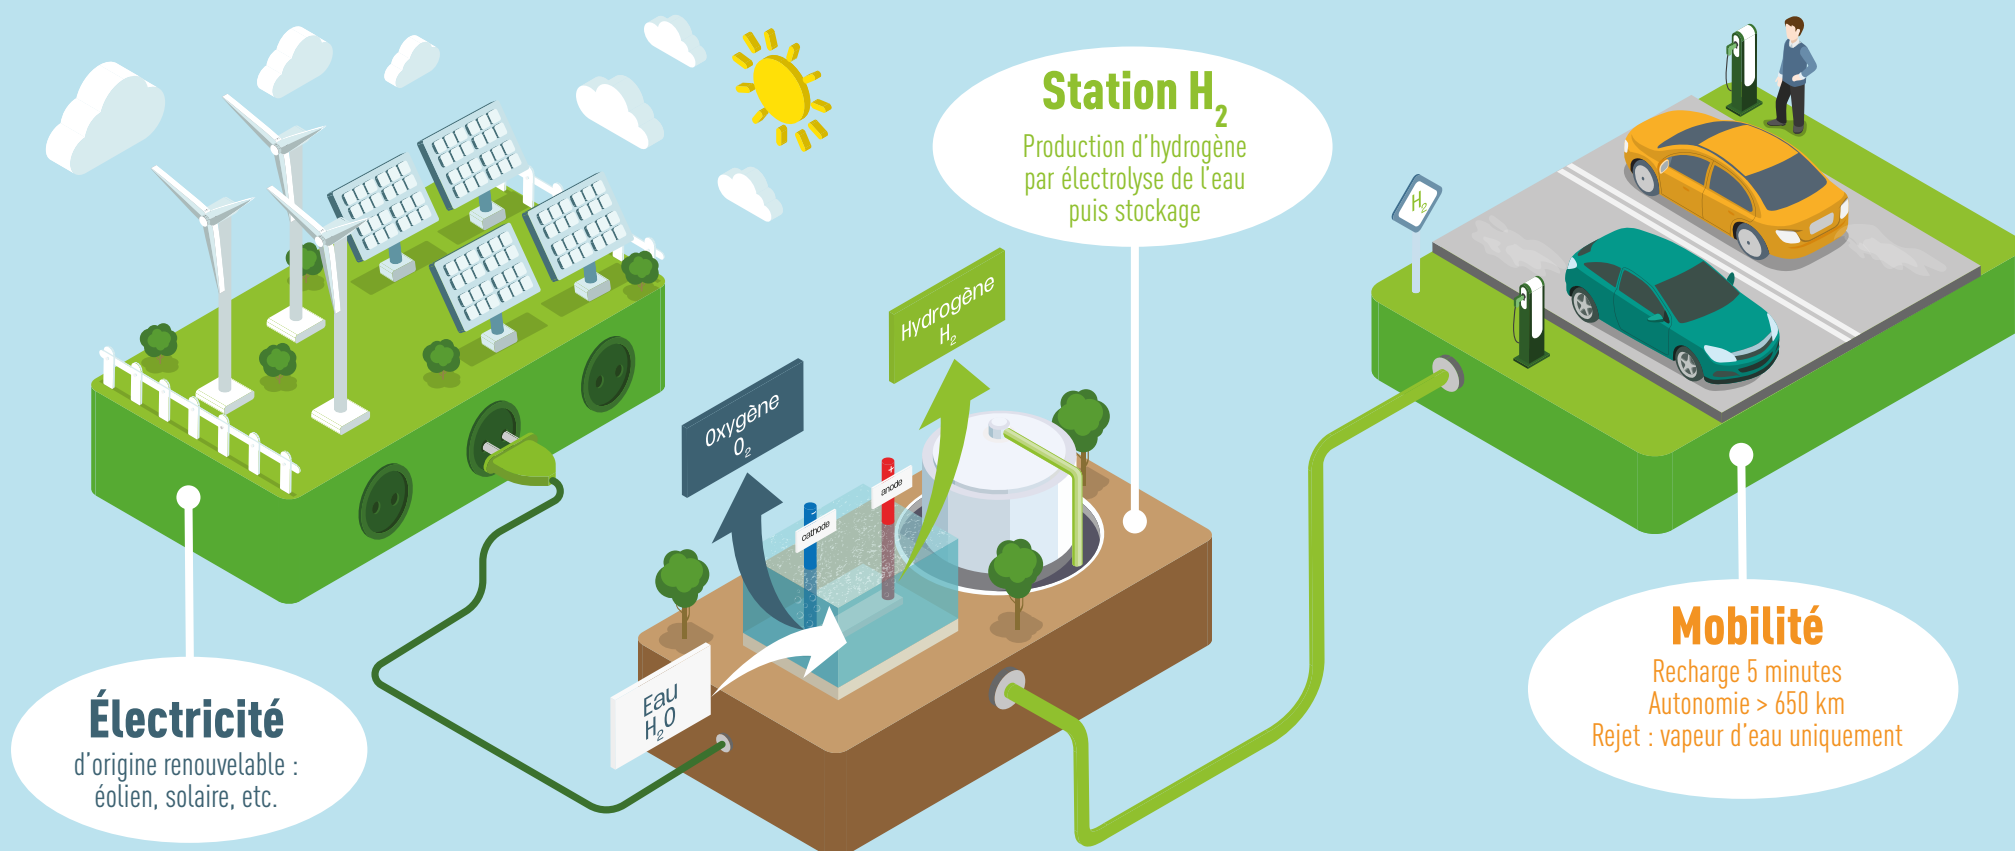 Électricité
d'origine renouvelable :
éolien, solaire, etc.
Oxygène
O₂
Hydrogène
H₂
cathode
+
anode
-
Eau
H₂O
Station H₂
Production d'hydrogène
par électrolyse de l'eau
puis stockage
H₂
Mobilité
Recharge 5 minutes
Autonomie > 650 km
Rejet : vapeur d'eau uniquement